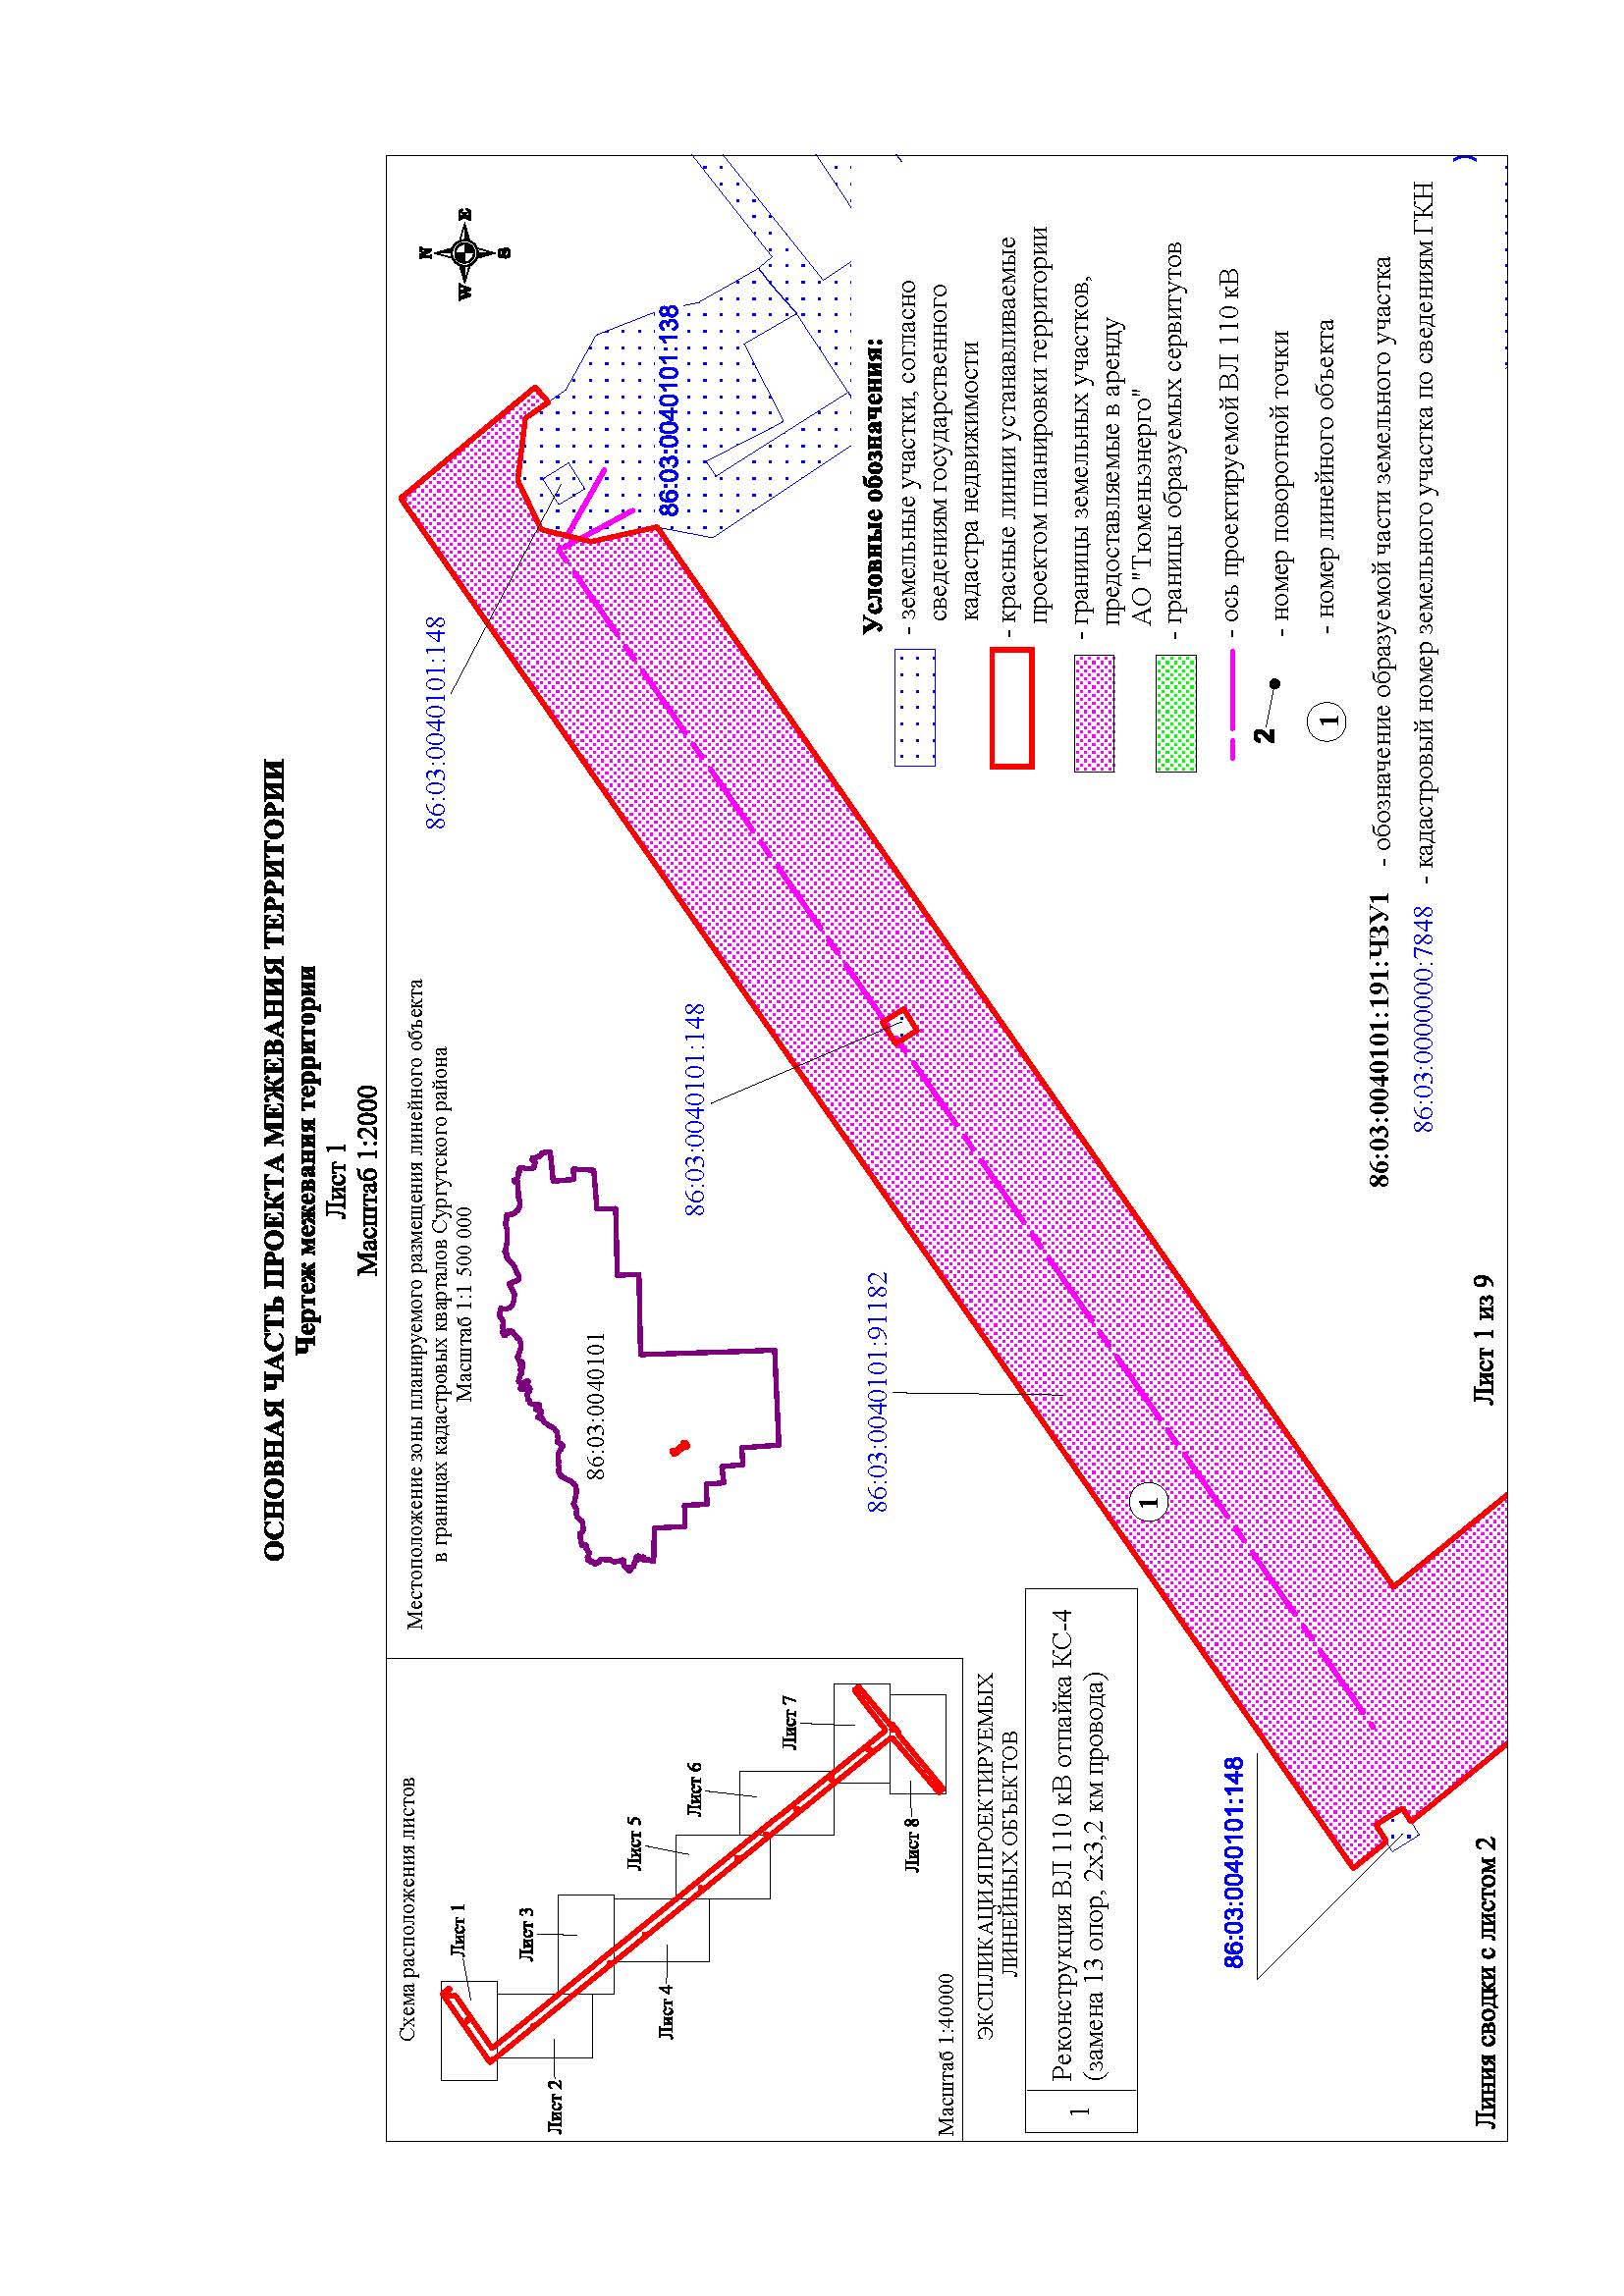 ОСНОВНАЯ ЧАСТЬ ПРОЕКТА МЕЖЕВАНИЯ ТЕРРИТОРИИ
Чертеж межевания территории
Лист 1
Масштаб 1:2000
Схема расположения листов
Лист 1
Лист 2
Лист 3
Лист 4
Лист 5
Лист 6
Лист 7
Лист 8
Масштаб 1:40000
Местоположение зоны планируемого размещения линейного объекта
в границах кадастровых кварталов Сургутского района
Масштаб 1:1 500 000
86:03:0040101
N
W
E
S
86:03:0040101:148
86:03:0040101:138
86:03:0040101:148
86:03:0040101:91182
1
86:03:0040101:148
ЭКСПЛИКАЦИЯ ПРОЕКТИРУЕМЫХ
ЛИНЕЙНЫХ ОБЪЕКТОВ
1
Реконструкция ВЛ 110 кВ отпайка КС-4
(замена 13 опор, 2х3,2 км провода)
Условные обозначения:
- земельные участки, согласно
сведениям государственного
кадастра недвижимости
- красные линии устанавливаемые
проектом планировки территории
- границы земельных участков,
предоставляемые в аренду
АО "Тюменьэнерго"
- границы образуемых сервитутов
- ось проектируемой ВЛ 110 кВ
2
- номер поворотной точки
1
- номер линейного объекта
86:03:0040101:191:ЧЗУ1 - обозначение образуемой части земельного участка
86:03:0000000:7848 - кадастровый номер земельного участка по сведениям ГКН
Линия сводки с листом 2
Лист 1 из 9